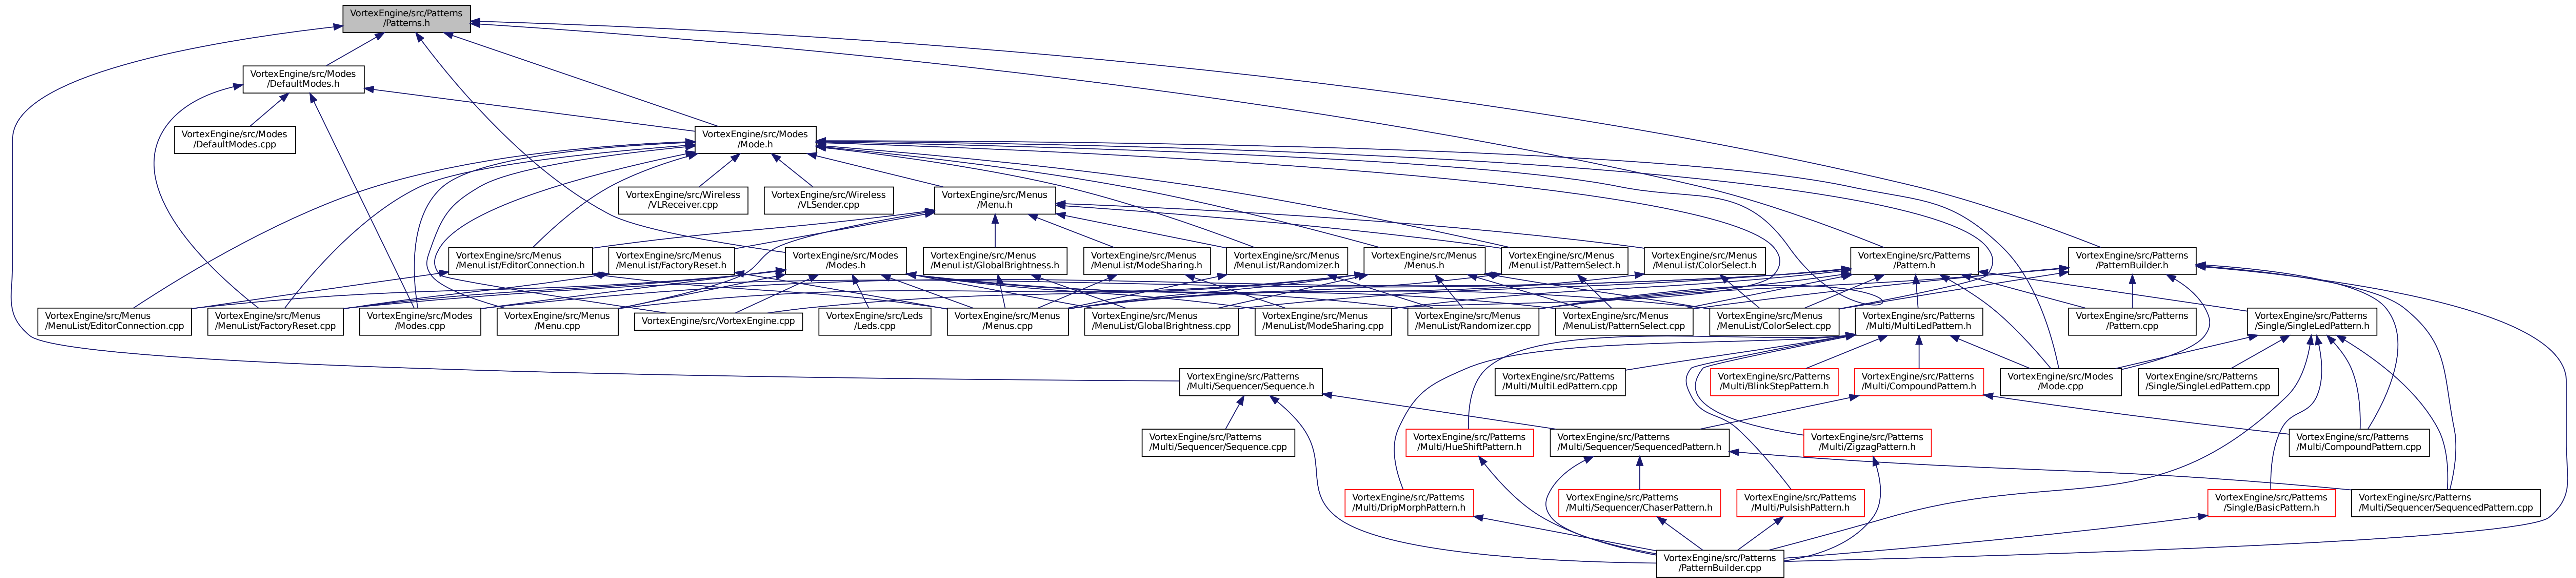 VortexEngine/src/Patterns
/Patterns.h
VortexEngine/src/Modes
/DefaultModes.h
VortexEngine/src/Modes
/DefaultModes.cpp
VortexEngine/src/Modes
/Mode.h
VortexEngine/src/Wireless
/VLReceiver.cpp
VortexEngine/src/Wireless
/VLSender.cpp
VortexEngine/src/Menus
/Menu.h
VortexEngine/src/Menus
/MenuList/EditorConnection.h
VortexEngine/src/Menus
/MenuList/FactoryReset.h
VortexEngine/src/Modes
/Modes.h
VortexEngine/src/Menus
/MenuList/GlobalBrightness.h
VortexEngine/src/Menus
/MenuList/ModeSharing.h
VortexEngine/src/Menus
/MenuList/Randomizer.h
VortexEngine/src/Menus
/Menus.h
VortexEngine/src/Menus
/MenuList/PatternSelect.h
VortexEngine/src/Menus
/MenuList/ColorSelect.h
VortexEngine/src/Patterns
/Pattern.h
VortexEngine/src/Patterns
/PatternBuilder.h
VortexEngine/src/Menus
/MenuList/EditorConnection.cpp
VortexEngine/src/Menus
/MenuList/FactoryReset.cpp
VortexEngine/src/Modes
/Modes.cpp
VortexEngine/src/Menus
/Menu.cpp
VortexEngine/src/VortexEngine.cpp
VortexEngine/src/Leds
/Leds.cpp
VortexEngine/src/Menus
/Menus.cpp
VortexEngine/src/Menus
/MenuList/GlobalBrightness.cpp
VortexEngine/src/Menus
/MenuList/ModeSharing.cpp
VortexEngine/src/Menus
/MenuList/Randomizer.cpp
VortexEngine/src/Menus
/MenuList/PatternSelect.cpp
VortexEngine/src/Menus
/MenuList/ColorSelect.cpp
VortexEngine/src/Patterns
/Multi/MultiLedPattern.h
VortexEngine/src/Patterns
/Pattern.cpp
VortexEngine/src/Patterns
/Single/SingleLedPattern.h
VortexEngine/src/Patterns
/Multi/Sequencer/Sequence.h
VortexEngine/src/Patterns
/Multi/MultiLedPattern.cpp
VortexEngine/src/Patterns
/Multi/BlinkStepPattern.h
VortexEngine/src/Patterns
/Multi/CompoundPattern.h
VortexEngine/src/Modes
/Mode.cpp
VortexEngine/src/Patterns
/Single/SingleLedPattern.cpp
VortexEngine/src/Patterns
/Multi/Sequencer/Sequence.cpp
VortexEngine/src/Patterns
/Multi/HueShiftPattern.h
VortexEngine/src/Patterns
/Multi/Sequencer/SequencedPattern.h
VortexEngine/src/Patterns
/Multi/ZigzagPattern.h
VortexEngine/src/Patterns
/Multi/CompoundPattern.cpp
VortexEngine/src/Patterns
/Multi/DripMorphPattern.h
VortexEngine/src/Patterns
/Multi/Sequencer/ChaserPattern.h
VortexEngine/src/Patterns
/Multi/PulsishPattern.h
VortexEngine/src/Patterns
/Single/BasicPattern.h
VortexEngine/src/Patterns
/Multi/Sequencer/SequencedPattern.cpp
VortexEngine/src/Patterns
/PatternBuilder.cpp